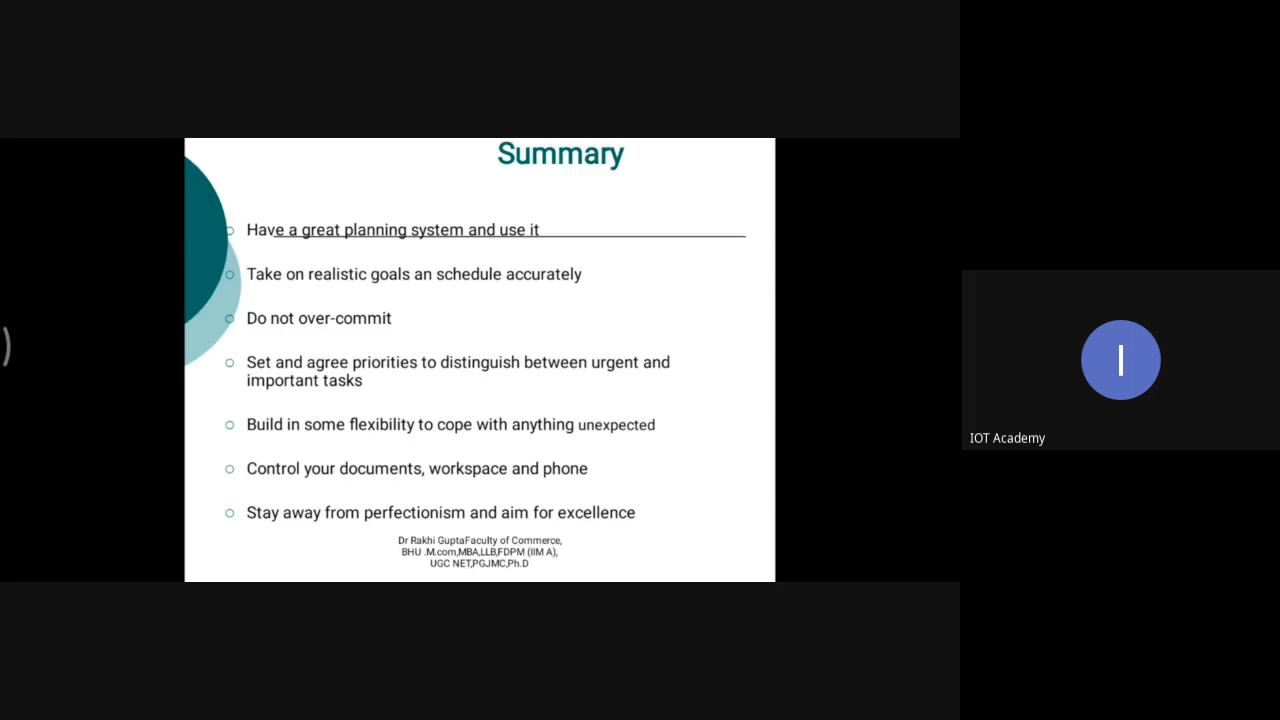 Summary
Have a great planning system and use it
Take on realistic goals an schedule accurately
Do not over-commit
Set and agree priorities to distinguish between urgent and
important tasks
Build in some flexibility to cope with anything unexpected
Control your documents, workspace and phone
Stay away from perfectionism and aim for excellence
Dr Rakhi GuptaFaculty of Commerce,
BHU .M.com,MBA,LLB,FDPM (IIM A),
UGC NET,PGJMC,Ph.D
I
IOT Academy